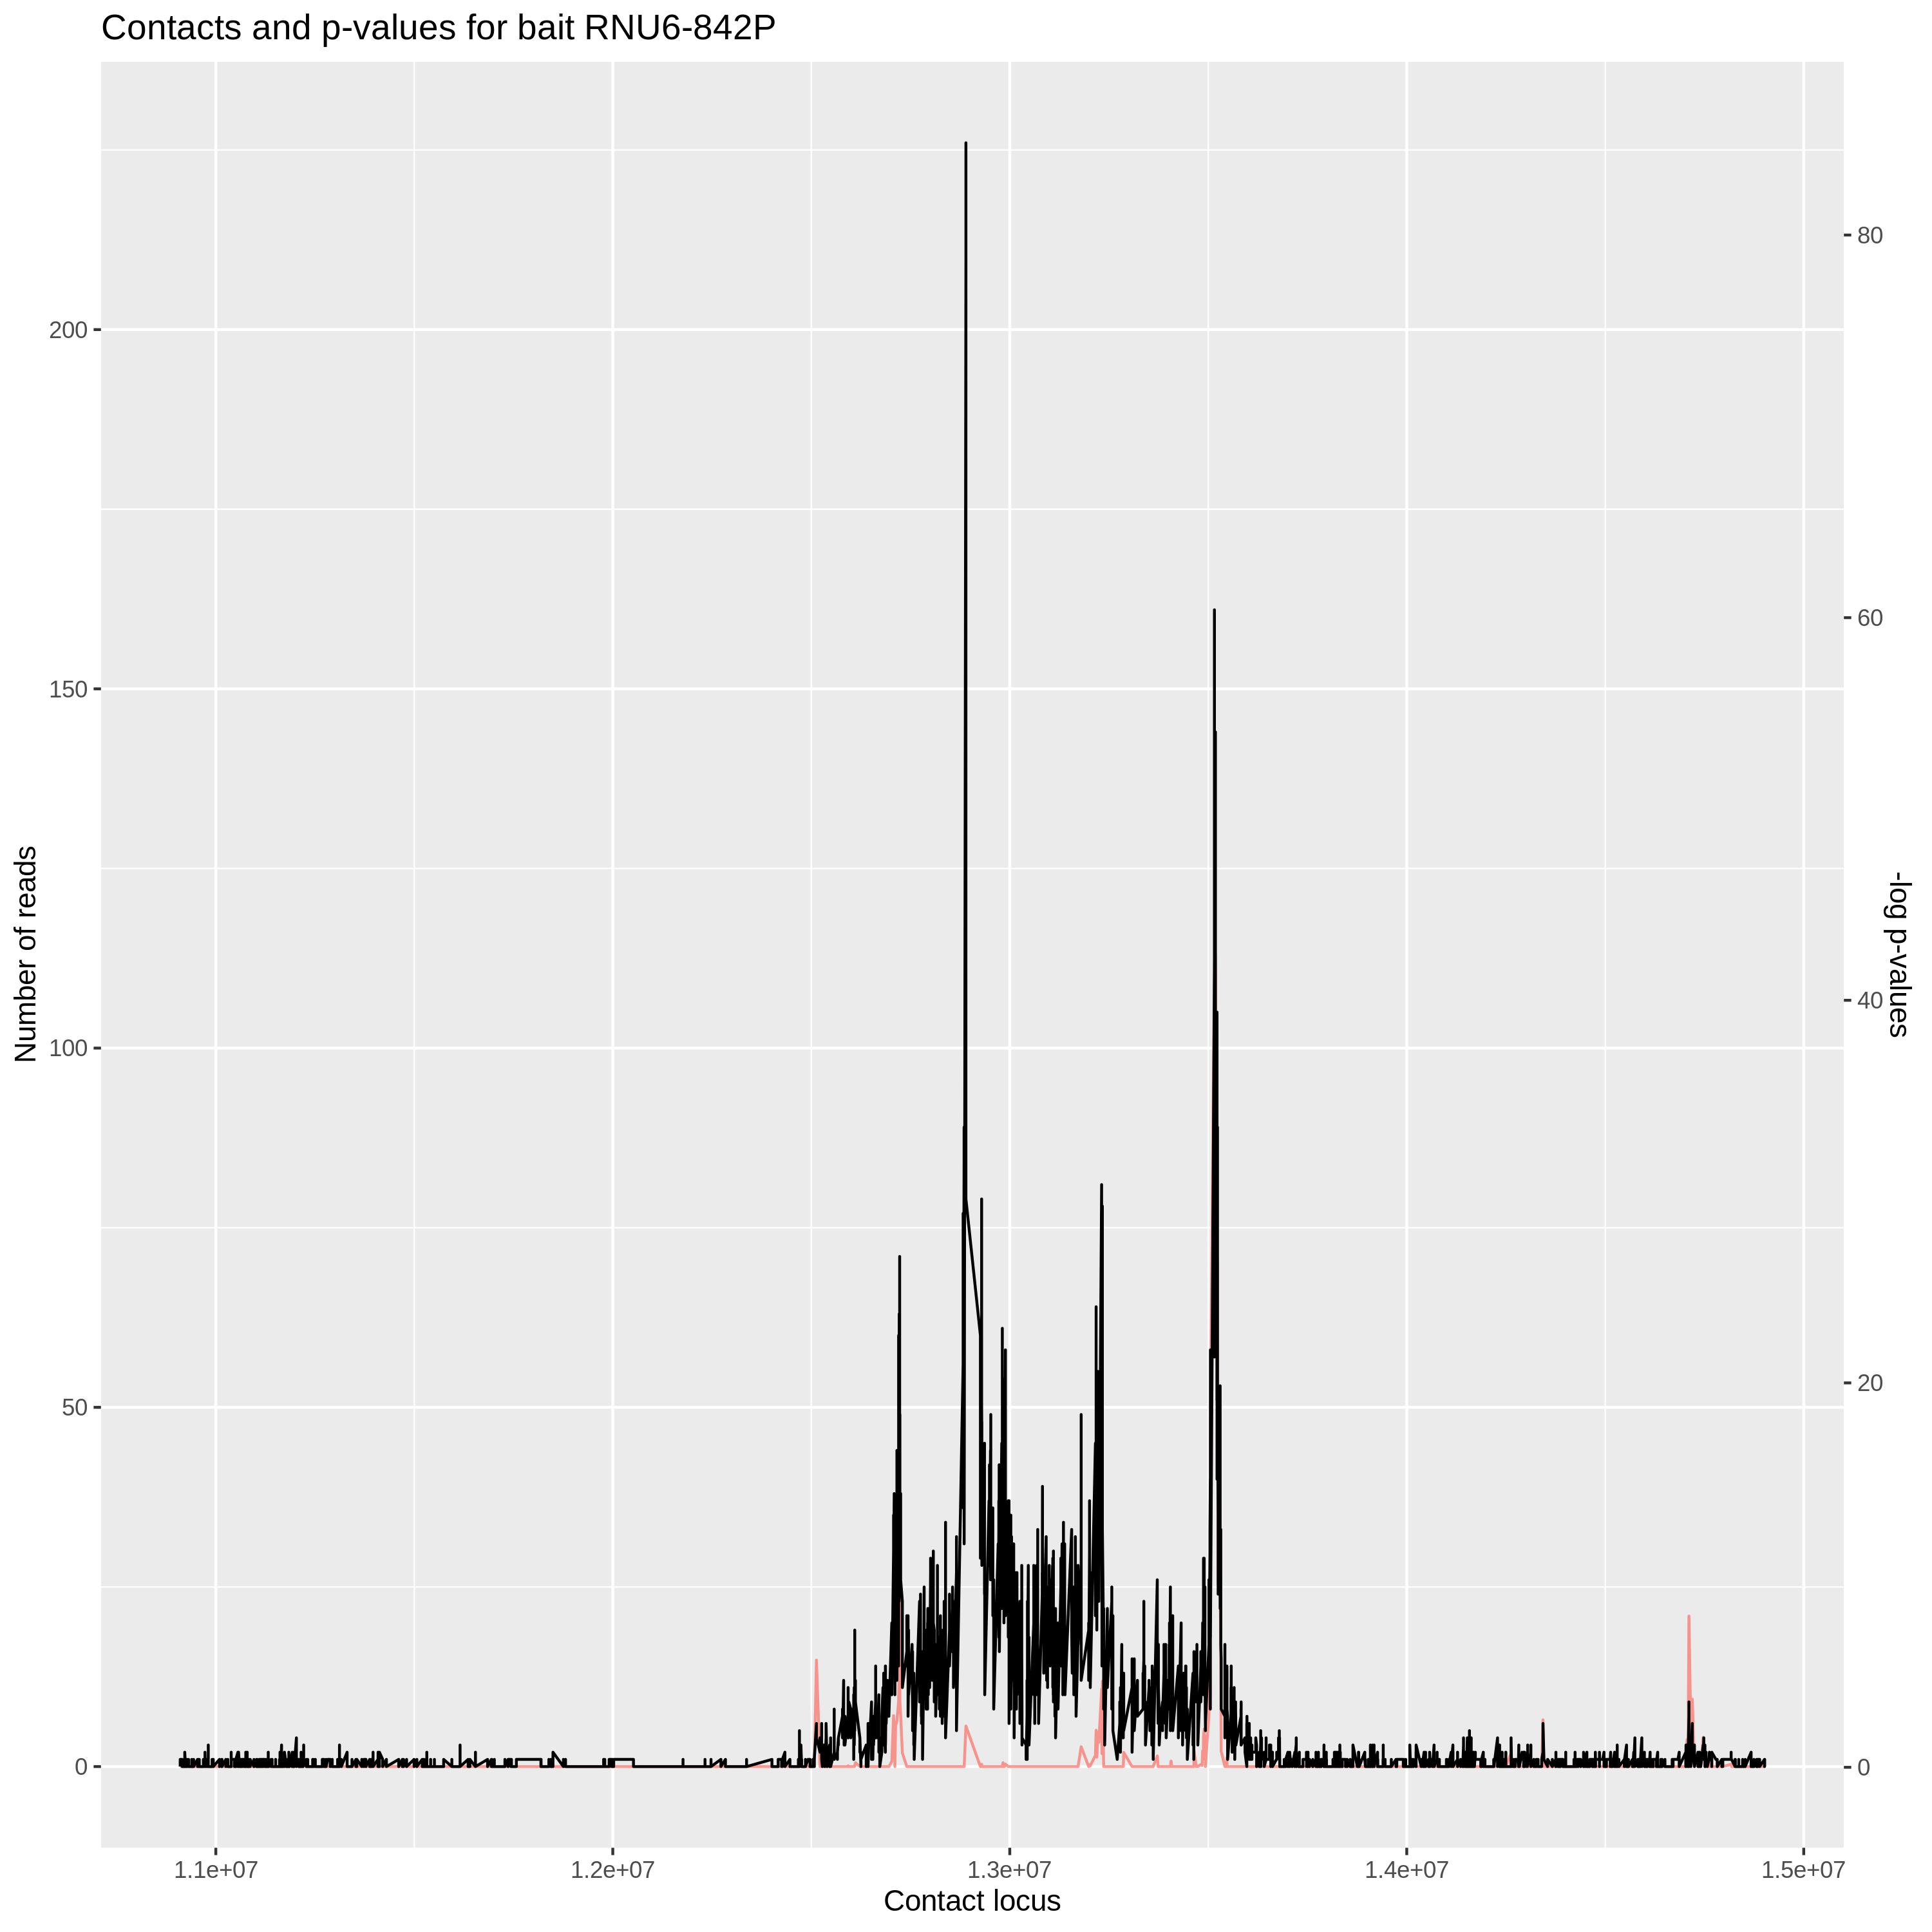 Contacts and p-values for bait RNU6-842P
Number of reads
200
150
100
50
0
80
60
40
20
0
-log p-values
1.1e+07
1.2e+07
1.3e+07
1.4e+07
1.5e+07
Contact locus